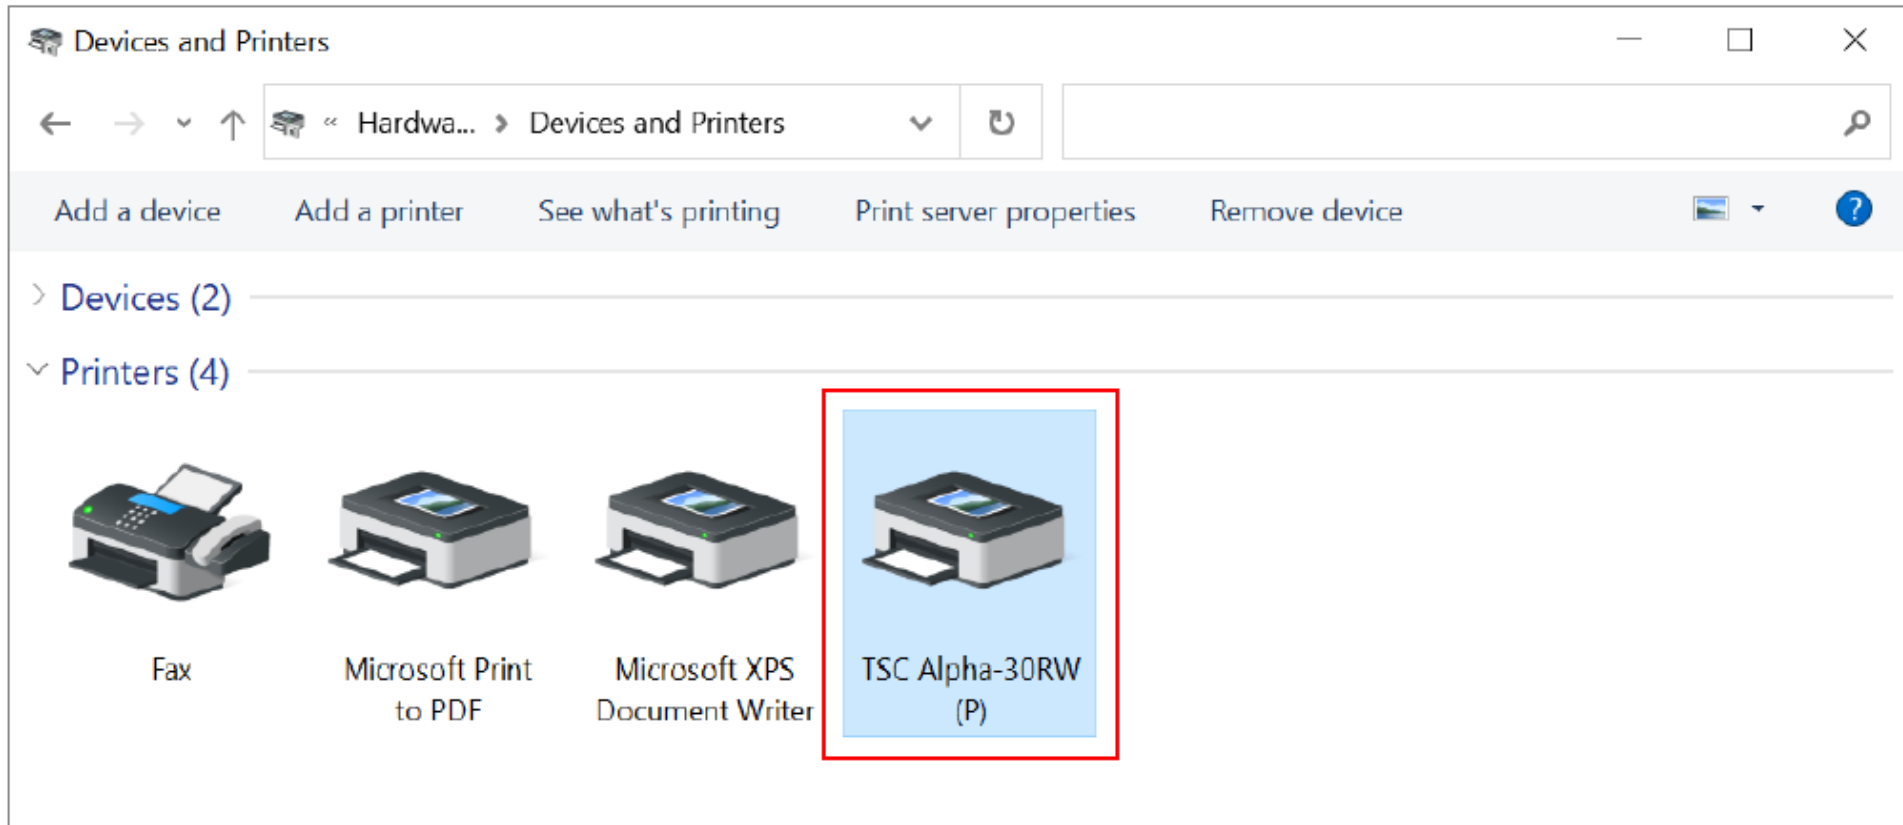 Devices and Printers
« Hardwa... > Devices and Printers
Add a device Add a printer See what's printing Print server properties Remove device ?
Devices (2)
Printers (4)
Fax
Microsoft Print
to PDF
Microsoft XPS
Document Writer
TSC Alpha-30RW
(P)